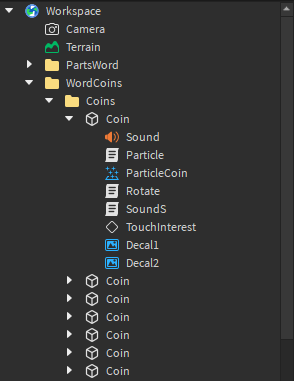 Workspace
Camera
Terrain
PartsWord
WordCoins
Coins
Coin
Sound
Particle
ParticleCoin
Rotate
SoundS
TouchInterest
Decal1
Decal2
Coin
Coin
Coin
Coin
Coin
Coin